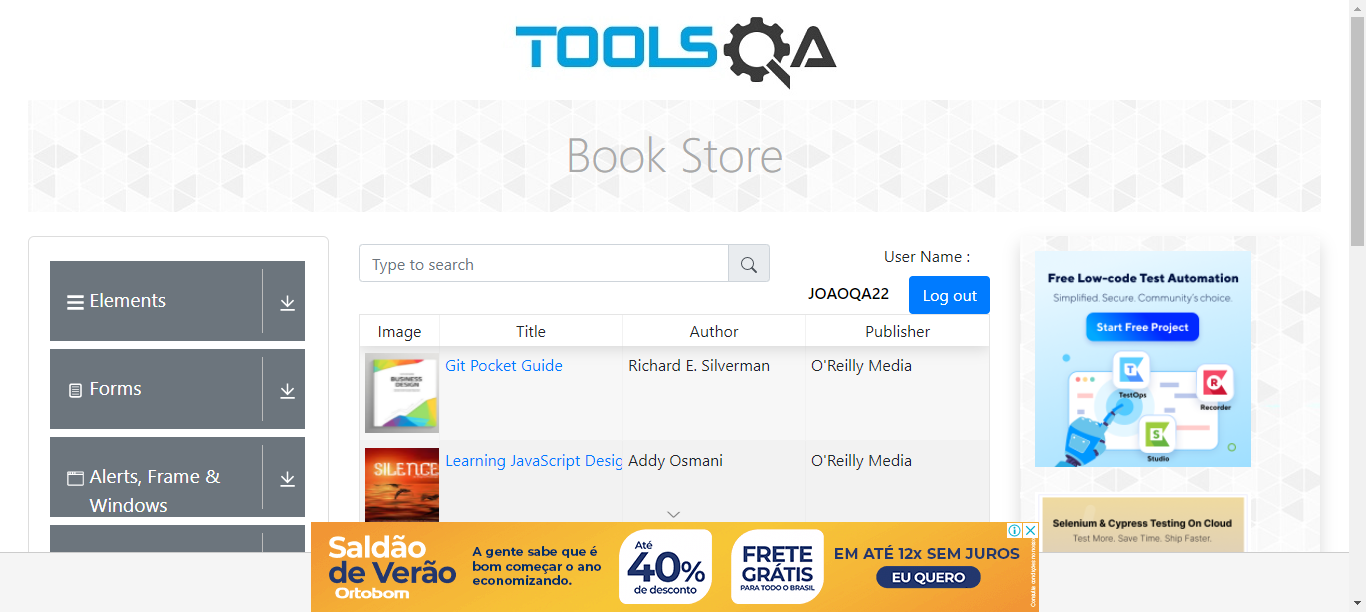 TOOLSQA
Book Store
Elements
Forms
Alerts, Frame &
Windows
Type to search
User Name :
JOAOQA22
Log out
Image Title Author Publisher
BUSINESS
DESIGN
Git Pocket Guide Richard E. Silverman O'Reilly Media
SILENCE
Learning JavaScript Desig Addy Osmani O'Reilly Media
Free Low-code Test Automation
Simplified. Secure. Community's choice.
Start Free Project
TestOps
Recorder
Studio
Selenium & Cypress Testing On Cloud
Test More. Save Time. Ship Faster.
Saldão
de Verão
Ortobom
A gente sabe que é
bom começar o ano
economizando.
Até
40%
de desconto
FRETE
GRÁTIS
PARA TODO O BRASIL
EM ATÉ 12x SEM JUROS
EU QUERO